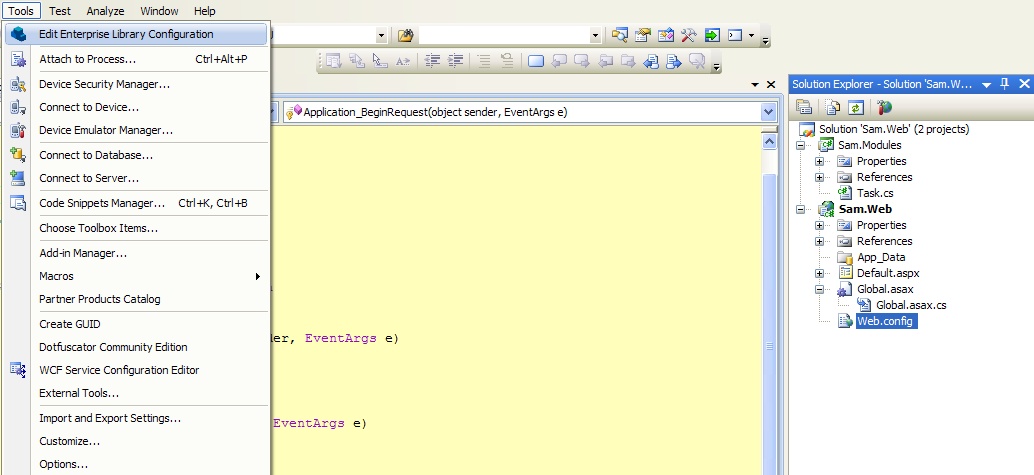 Tools Test Analyze Window Help
Edit Enterprise Library Configuration
Attach to Process... Ctrl+Alt+P
Device Security Manager...
Connect to Device...
Device Emulator Manager...
Connect to Database...
Connect to Server...
Code Snippets Manager... Ctrl+K, Ctrl+B
Choose Toolbox Items...
Add-in Manager...
Macros
Partner Products Catalog
Create GUID
Dotfuscator Community Edition
WCF Service Configuration Editor
External Tools...
Import and Export Settings...
Customize...
Options...
Application_BeginRequest(object sender, EventArgs e)
der, EventArgs e)
EventArgs e)
Solution Explorer - Solution 'Sam.W...
Solution 'Sam.Web' (2 projects)
Sam.Modules
Properties
References
Task.cs
Sam.Web
Properties
References
App_Data
Default.aspx
Global.asax
Global.asax.cs
Web.config